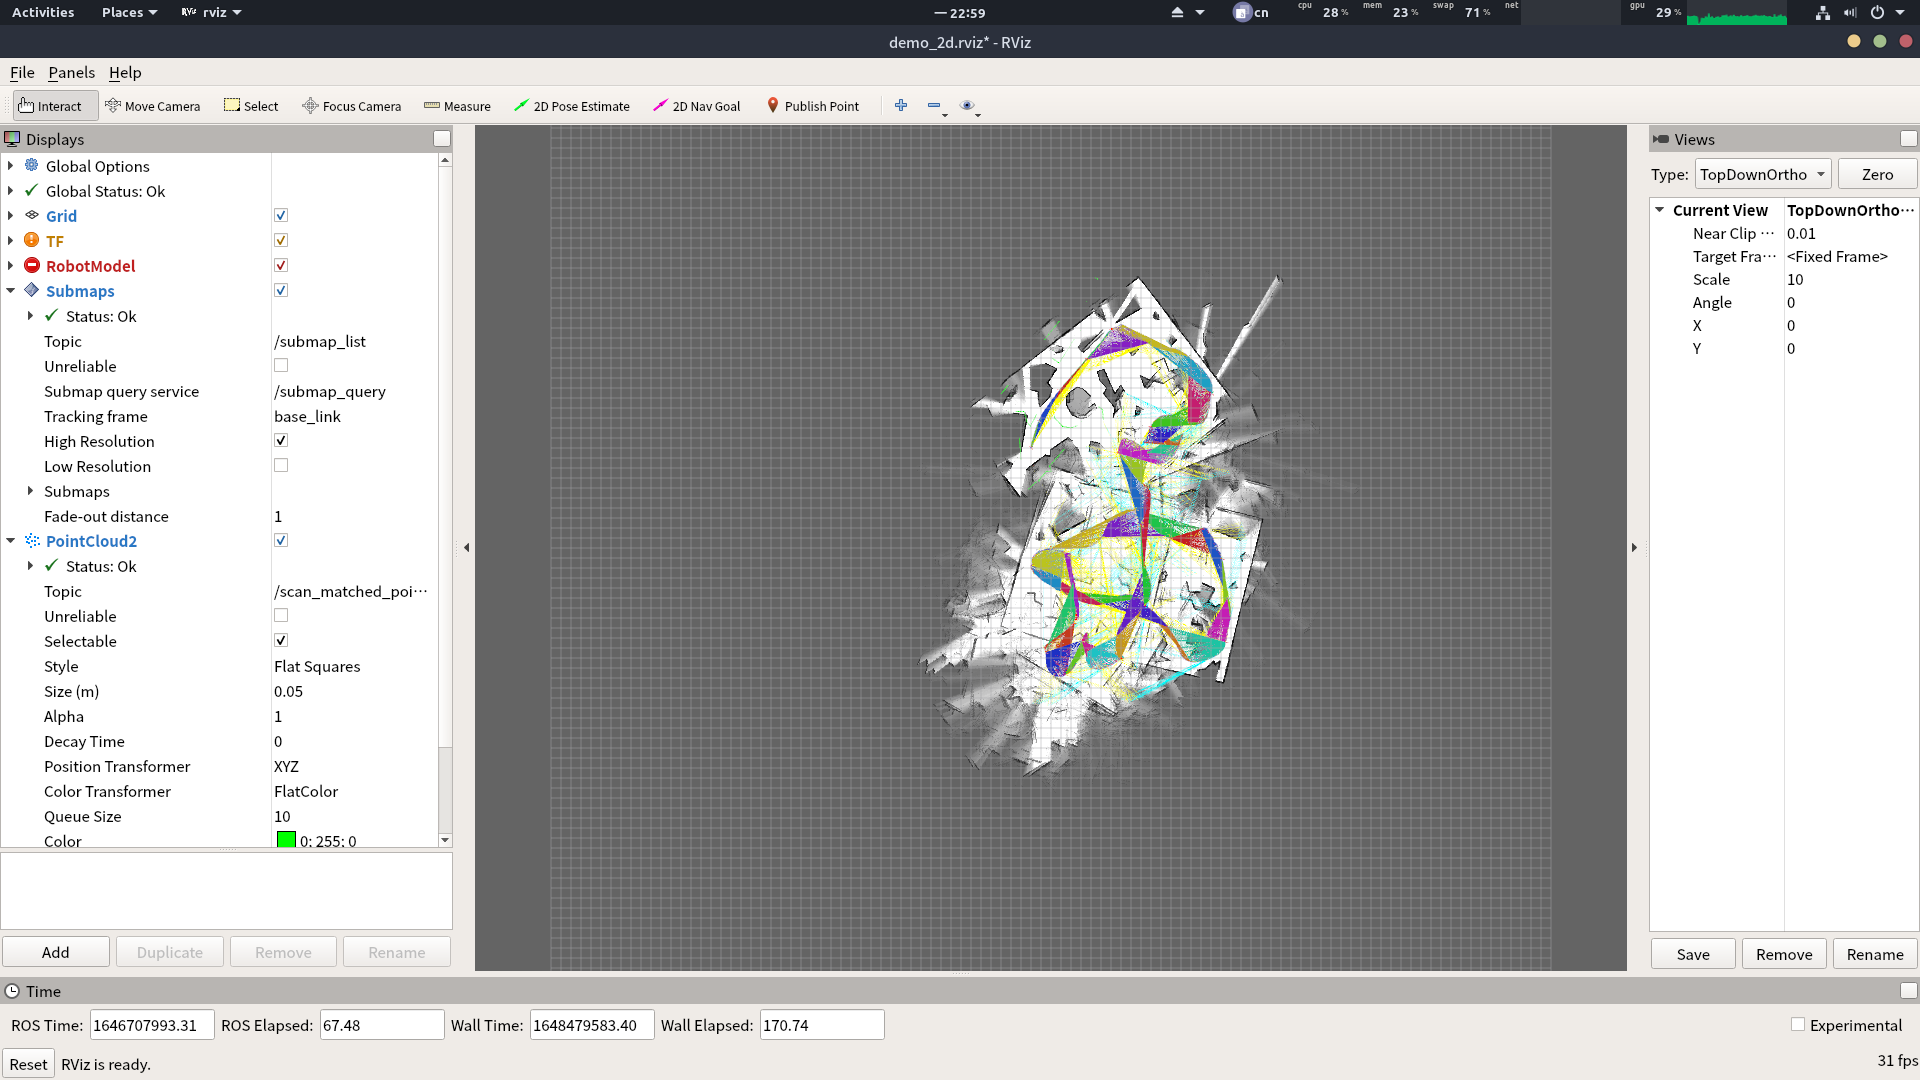 Activities Places rviz — 22:59 cn cpu 28 % mem 23 % swap 71 % net gpu 29 %
demo_2d.rviz* - RViz
File Panels Help
Interact Move Camera Select Focus Camera Measure 2D Pose Estimate 2D Nav Goal Publish Point
Displays
Global Options
Global Status: Ok
Grid
TF
RobotModel
Submaps
Status: Ok
Topic /submap_list
Unreliable
Submap query service /submap_query
Tracking frame base_link
High Resolution
Low Resolution
Submaps
Fade-out distance 1
PointCloud2
Status: Ok
Topic /scan_matched_poi…
Unreliable
Selectable
Style Flat Squares
Size (m) 0.05
Alpha 1
Decay Time 0
Position Transformer XYZ
Color Transformer FlatColor
Queue Size 10
Color 0; 255; 0
Add Duplicate Remove Rename
Views
Type: TopDownOrtho Zero
Current View TopDownOrtho…
Near Clip … 0.01
Target Fra… <Fixed Frame>
Scale 10
Angle 0
X 0
Y 0
Save Remove Rename
Time
ROS Time: 1646707993.31 ROS Elapsed: 67.48 Wall Time: 1648479583.40 Wall Elapsed: 170.74 Experimental
Reset RViz is ready. 31 fps